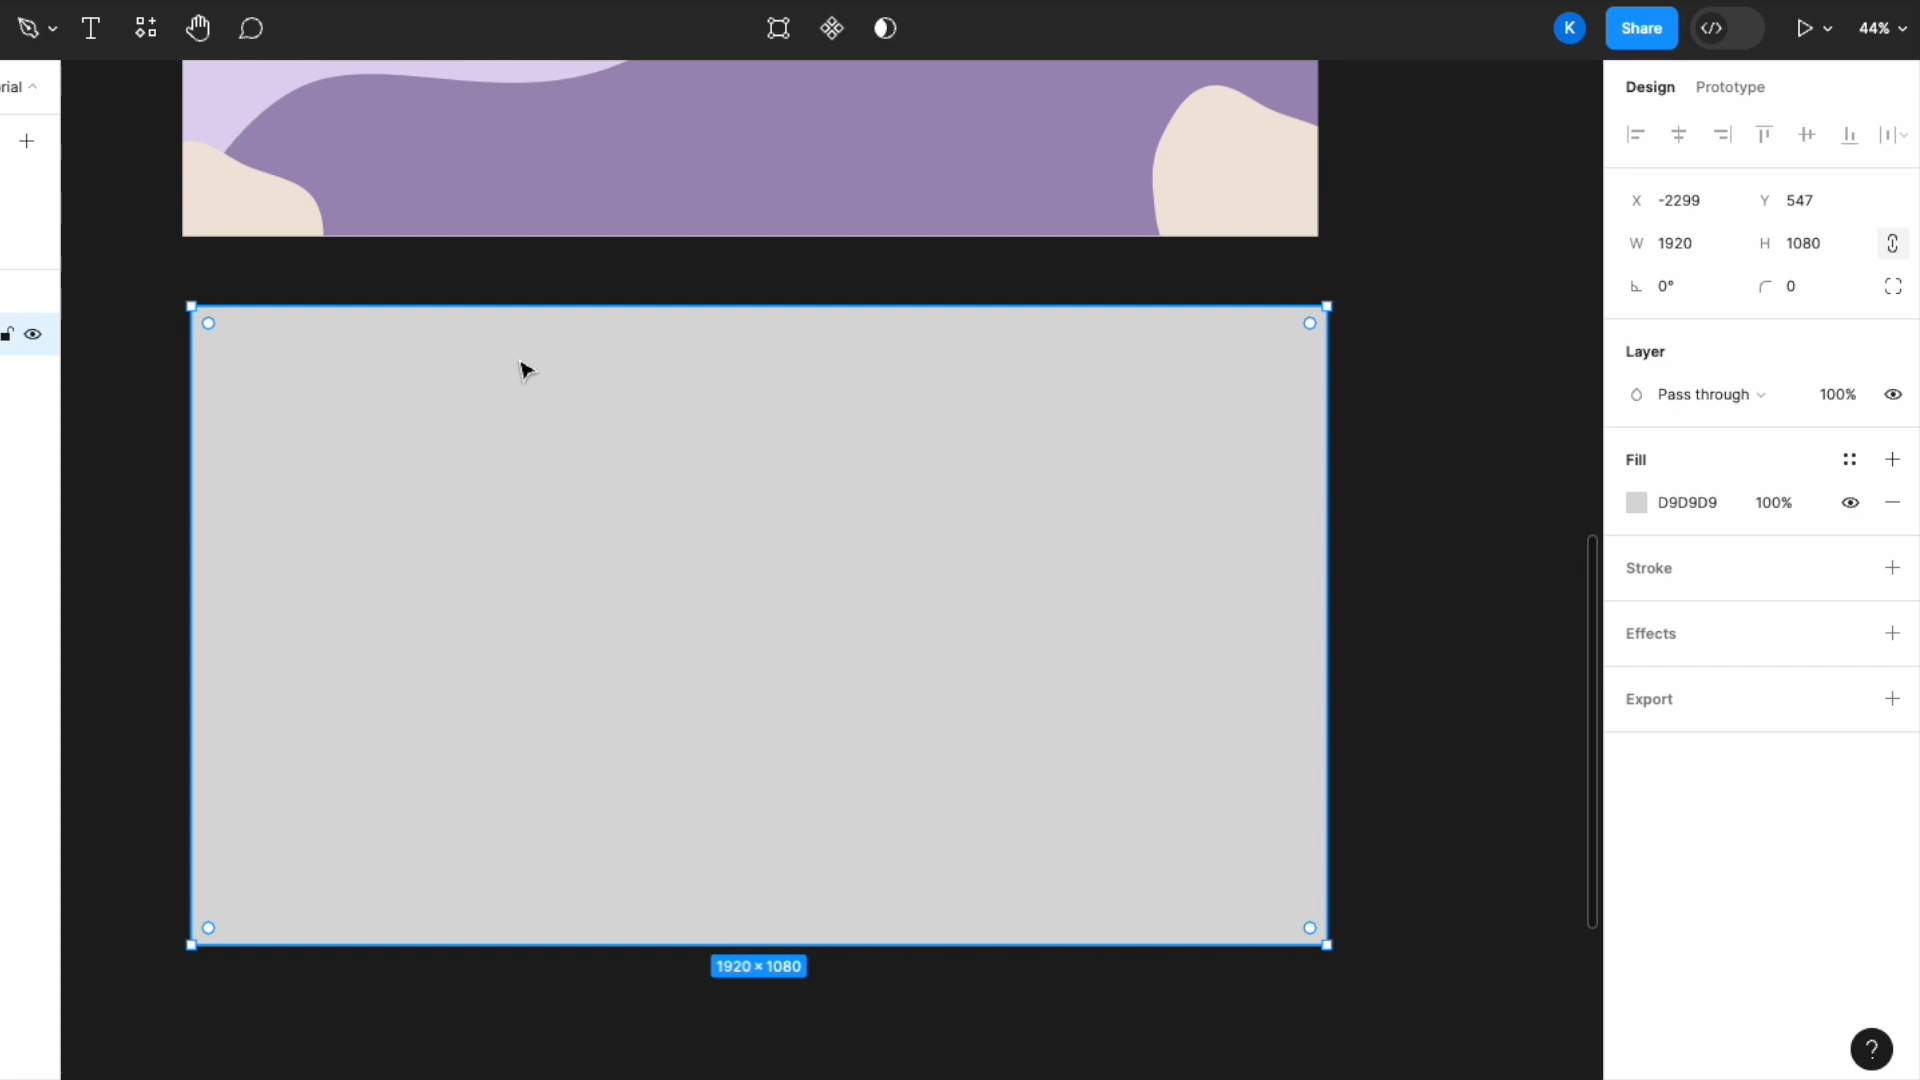 T
K
Share
44%
rial
Design Prototype
X -2299 Y 547
W 1920 H 1080
0° 0
Layer
Pass through 100%
Fill
D9D9D9 100%
Stroke
Effects
Export
1920 × 1080
?